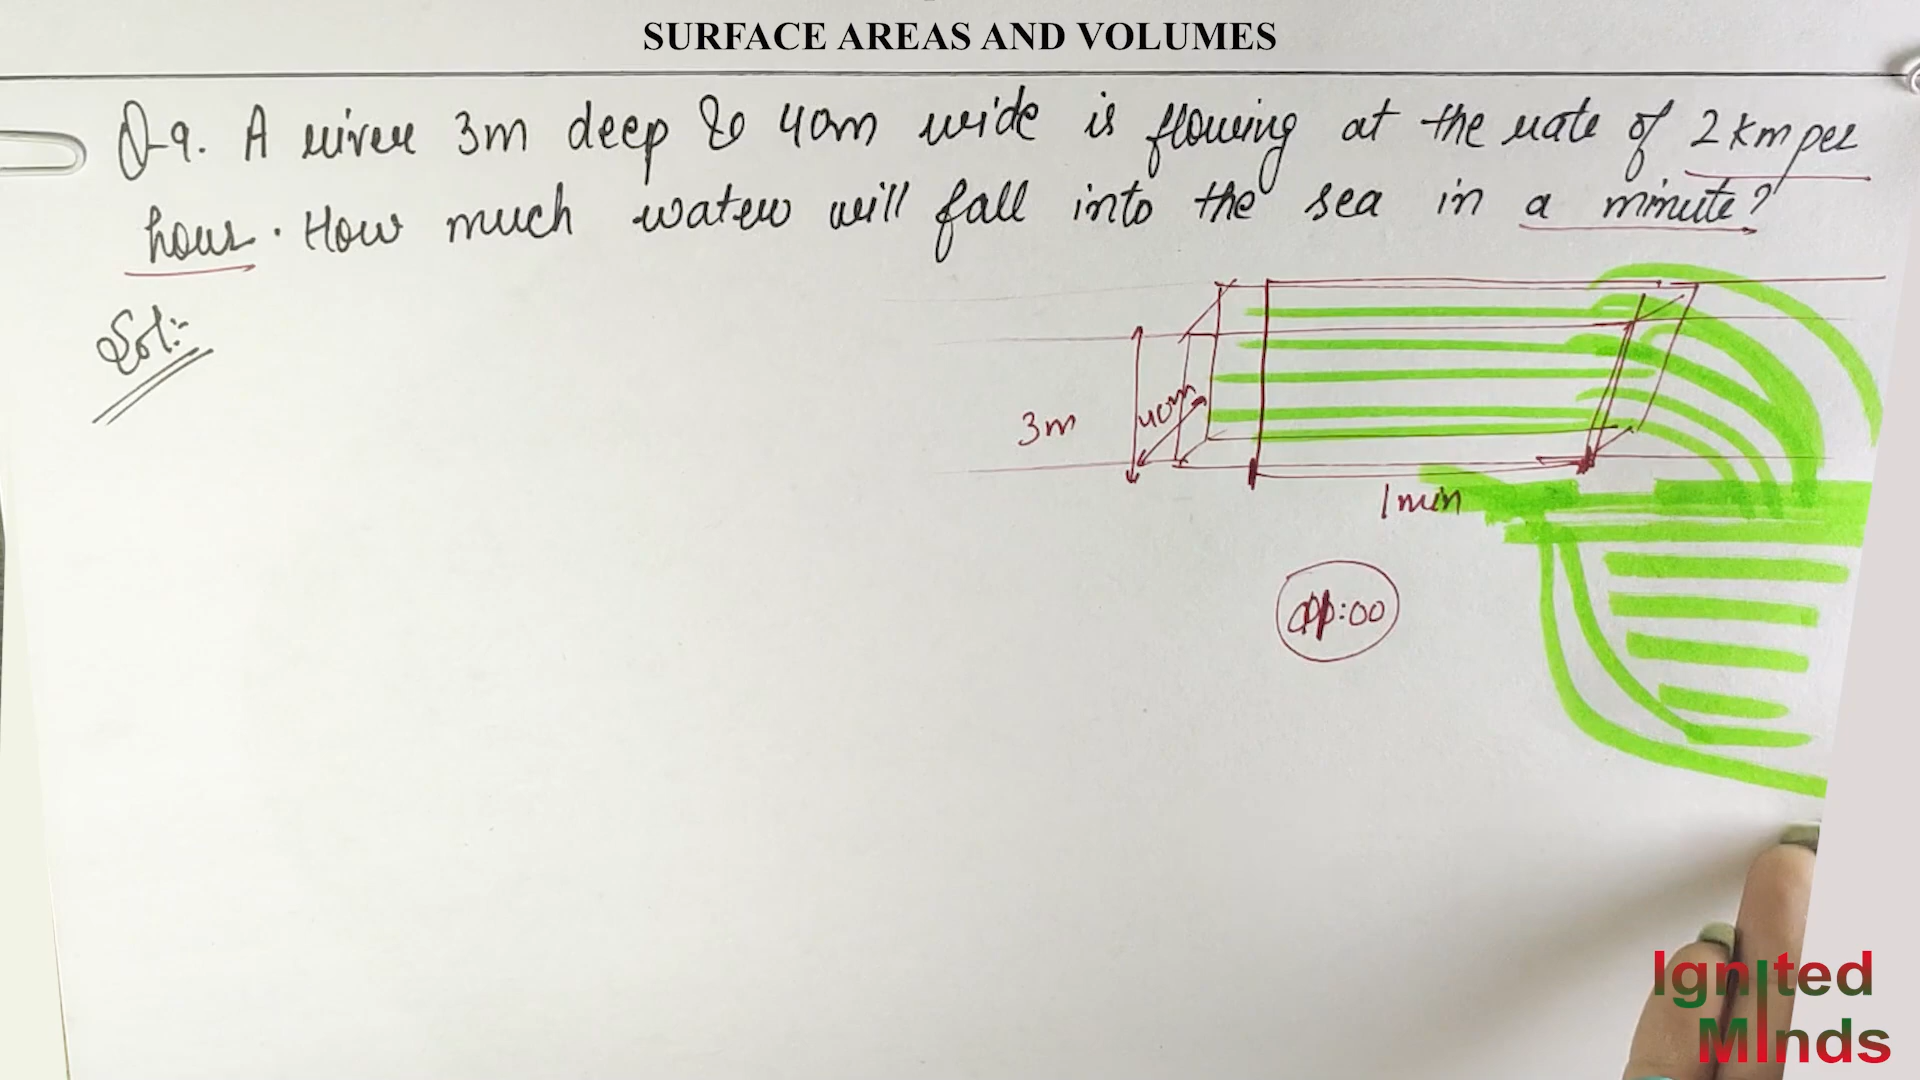 SURFACE AREAS AND VOLUMES
Q-9. A river 3m deep & 40m wide is flowing at the rate of 2 km per
hour. How much water will fall into the sea in a minute?
Sol:-
3m
40m
1 min
:00
Ignited
Minds